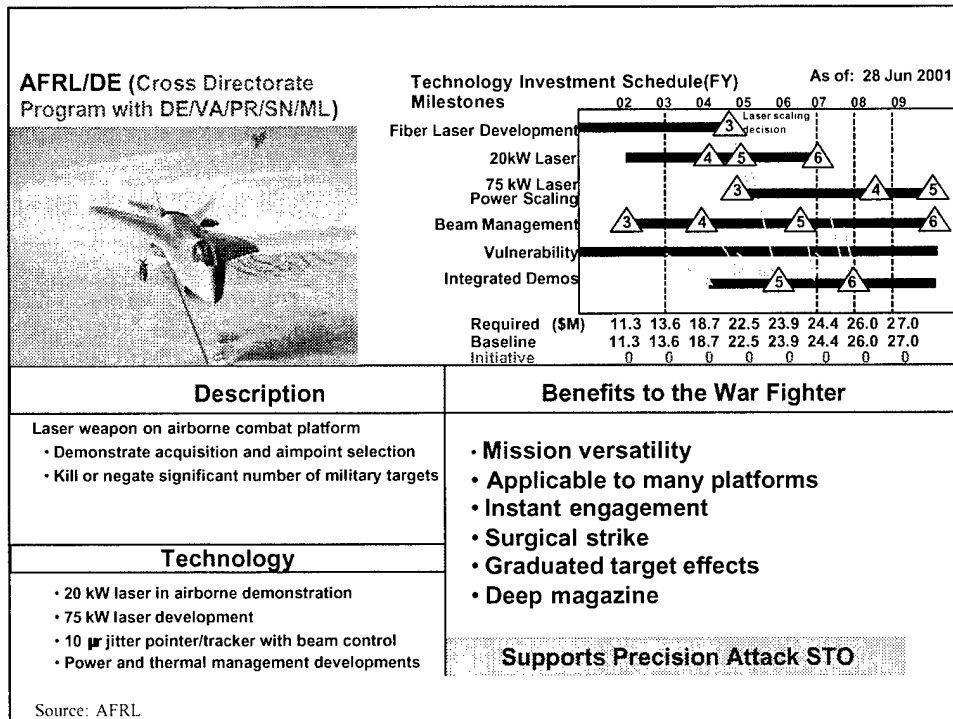 AFRL/DE (Cross Directorate
Program with DE/VA/PR/SN/ML)
Technology Investment Schedule(FY)
As of: 28 Jun 2001
Milestones 02 03 04 05 06 07 08 09
Fiber Laser Development 3 Laser scaling
decision
20kW Laser 4 5 6
75 kW Laser
Power Scaling 3 4 5
Beam Management 3 4 5 6
Vulnerability
Integrated Demos 5 6
Required ($M) 11.3 13.6 18.7 22.5 23.9 24.4 26.0 27.0
Baseline 11.3 13.6 18.7 22.5 23.9 24.4 26.0 27.0
Initiative 0 0 0 0 0 0 0 0
Description
Laser weapon on airborne combat platform
• Demonstrate acquisition and aimpoint selection
• Kill or negate significant number of military targets
Technology
• 20 kW laser in airborne demonstration
• 75 kW laser development
• 10 μr jitter pointer/tracker with beam control
• Power and thermal management developments
Benefits to the War Fighter
• Mission versatility
• Applicable to many platforms
• Instant engagement
• Surgical strike
• Graduated target effects
• Deep magazine
Supports Precision Attack STO
Source: AFRL